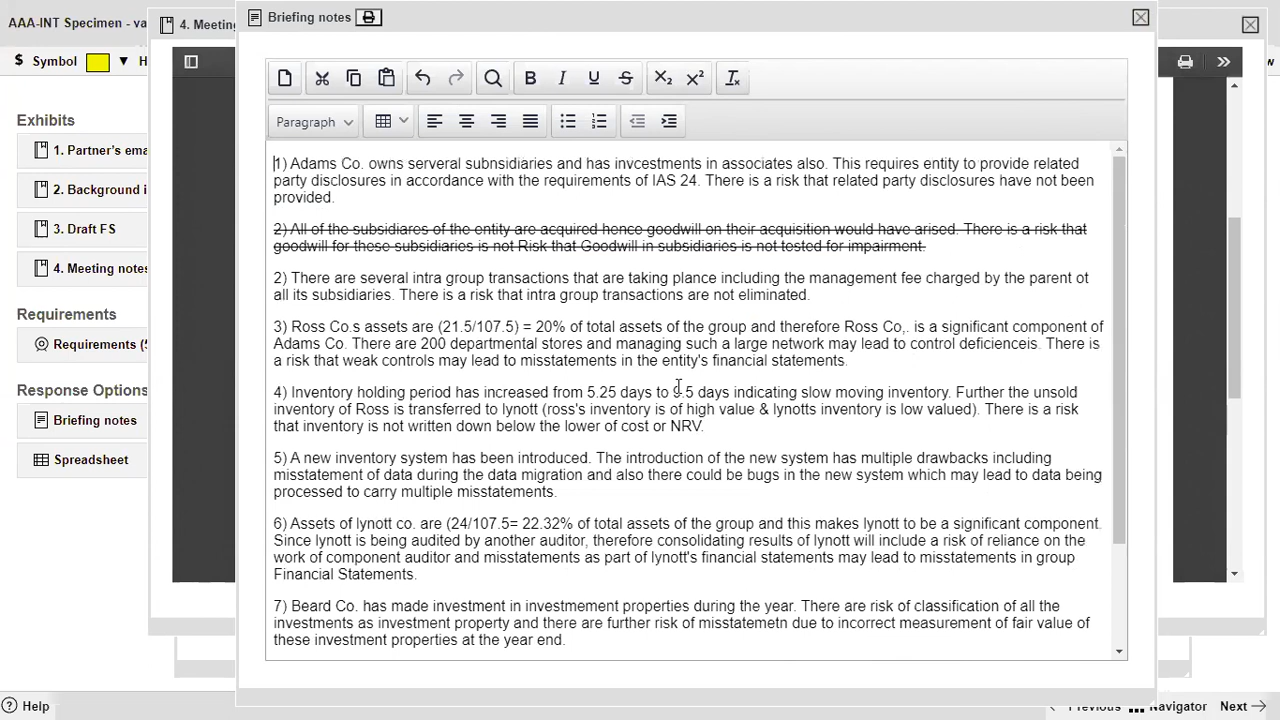 AAA-INT Specimen - va
4. Meeting
Briefing notes
$ Symbol
Paragraph
Exhibits
1. Partner's ema
2. Background i
3. Draft FS
4. Meeting notes
Requirements
Requirements (5
Response Options
Briefing notes
Spreadsheet
1) Adams Co. owns serveral subnsidiaries and has invcestments in associates also. This requires entity to provide related
party disclosures in accordance with the requirements of IAS 24. There is a risk that related party disclosures have not been
provided.
2) All of the subsidiares of the entity are acquired hence goodwill on their acquisition would have arised. There is a risk that
goodwill for these subsidiaries is not Risk that Goodwill in subsidiaries is not tested for impairment.
2) There are several intra group transactions that are taking plance including the management fee charged by the parent ot
all its subsidiaries. There is a risk that intra group transactions are not eliminated.
3) Ross Co.s assets are (21.5/107.5) = 20% of total assets of the group and therefore Ross Co,. is a significant component of
Adams Co. There are 200 departmental stores and managing such a large network may lead to control deficienceis. There is
a risk that weak controls may lead to misstatements in the entity's financial statements.
4) Inventory holding period has increased from 5.25 days to 9.5 days indicating slow moving inventory. Further the unsold
inventory of Ross is transferred to lynott (ross's inventory is of high value & lynotts inventory is low valued). There is a risk
that inventory is not written down below the lower of cost or NRV.
5) A new inventory system has been introduced. The introduction of the new system has multiple drawbacks including
misstatement of data during the data migration and also there could be bugs in the new system which may lead to data being
processed to carry multiple misstatements.
6) Assets of lynott co. are (24/107.5= 22.32% of total assets of the group and this makes lynott to be a significant component.
Since lynott is being audited by another auditor, therefore consolidating results of lynott will include a risk of reliance on the
work of component auditor and misstatements as part of lynott's financial statements may lead to misstatements in group
Financial Statements.
7) Beard Co. has made investment in investmement properties during the year. There are risk of classification of all the
investments as investment property and there are further risk of misstatemetn due to incorrect measurement of fair value of
these investment properties at the year end.
Help
Previous
Navigator
Next